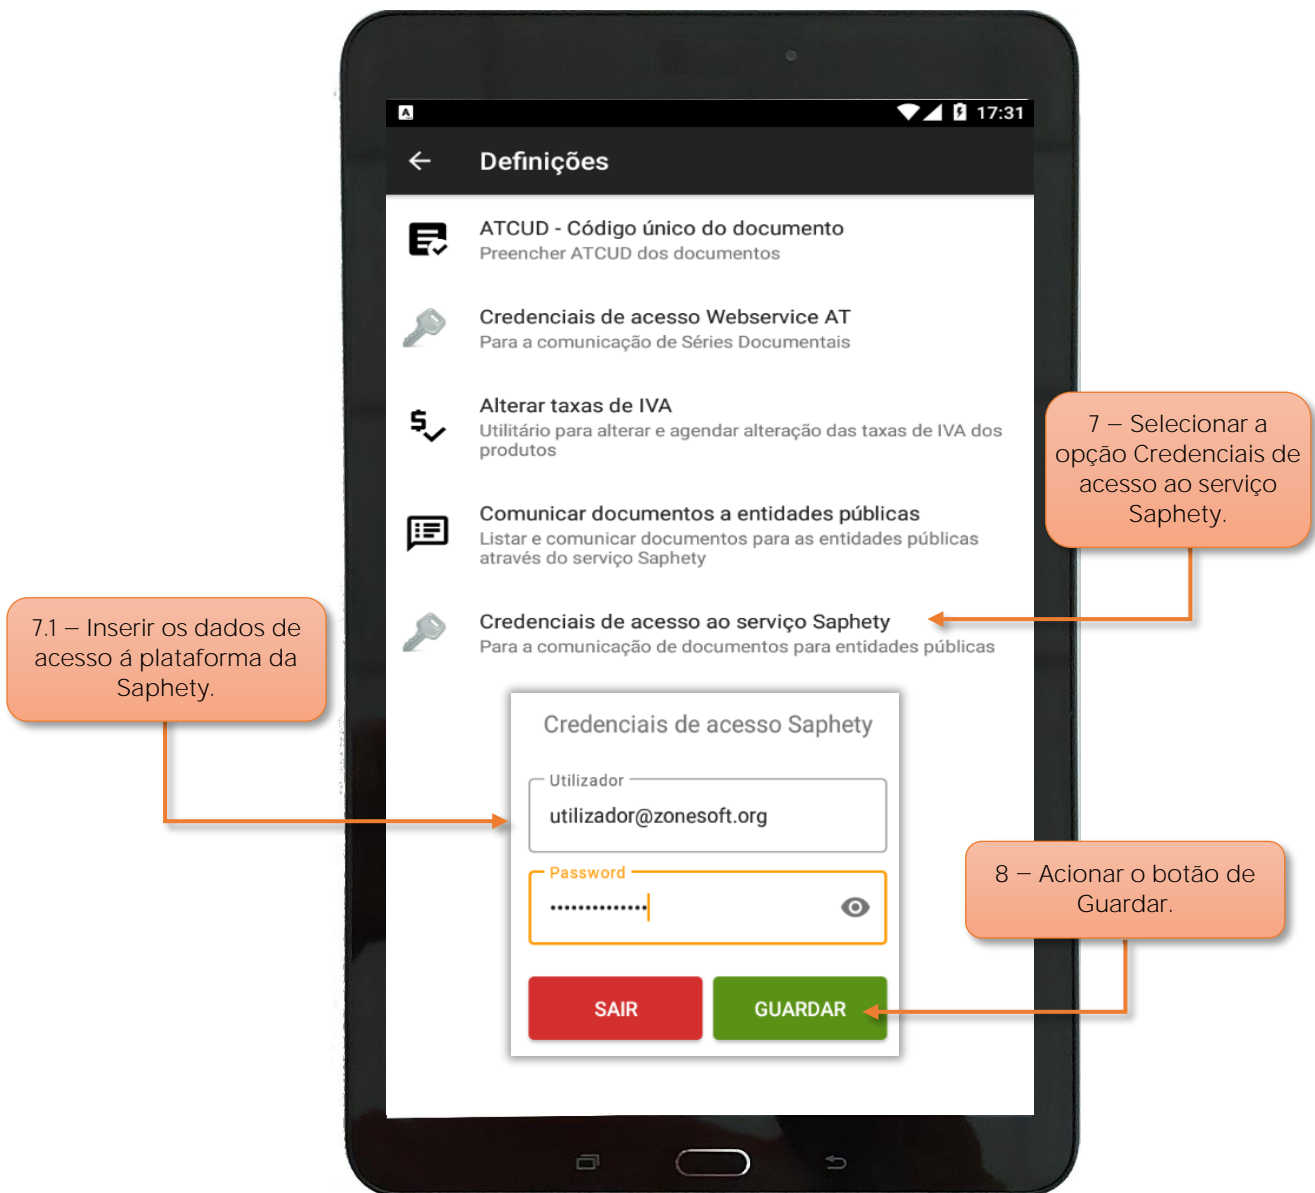 17:31
Definições
ATCUD - Código único do documento
Preencher ATCUD dos documentos
Credenciais de acesso Webservice AT
Para a comunicação de Séries Documentais
Alterar taxas de IVA
Utilitário para alterar e agendar alteração das taxas de IVA dos
produtos
7 – Selecionar a
opção Credenciais de
acesso ao serviço
Saphety.
Comunicar documentos a entidades públicas
Listar e comunicar documentos para as entidades públicas
através do serviço Saphety
Credenciais de acesso ao serviço Saphety
Para a comunicação de documentos para entidades públicas
7.1 – Inserir os dados de
acesso á plataforma da
Saphety.
Credenciais de acesso Saphety
Utilizador
utilizador@zonesoft.org
Password
••••••••••••••
8 – Acionar o botão de
Guardar.
SAIR
GUARDAR